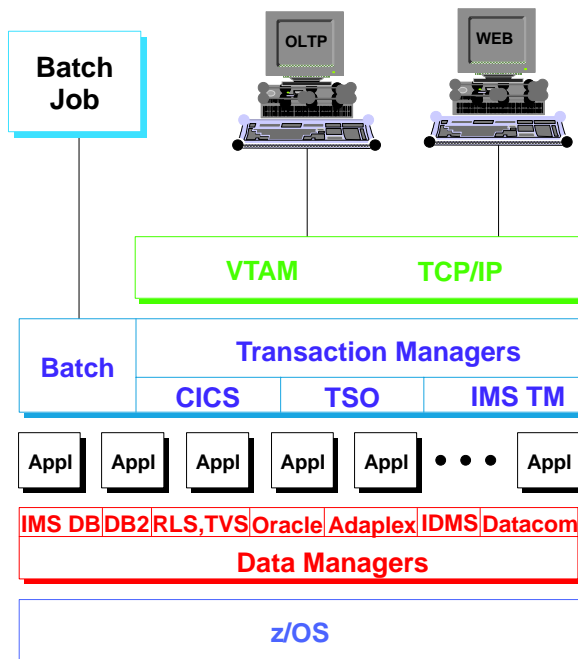 OLTP
WEB
Batch
Job
VTAM
TCP/IP
Batch
Transaction Managers
CICS
TSO
IMS TM
Appl
Appl
Appl
Appl
Appl
Appl
IMS DB
DB2
RLS,TVS
Oracle
Adaplex
IDMS
Datacom
Data Managers
z/OS